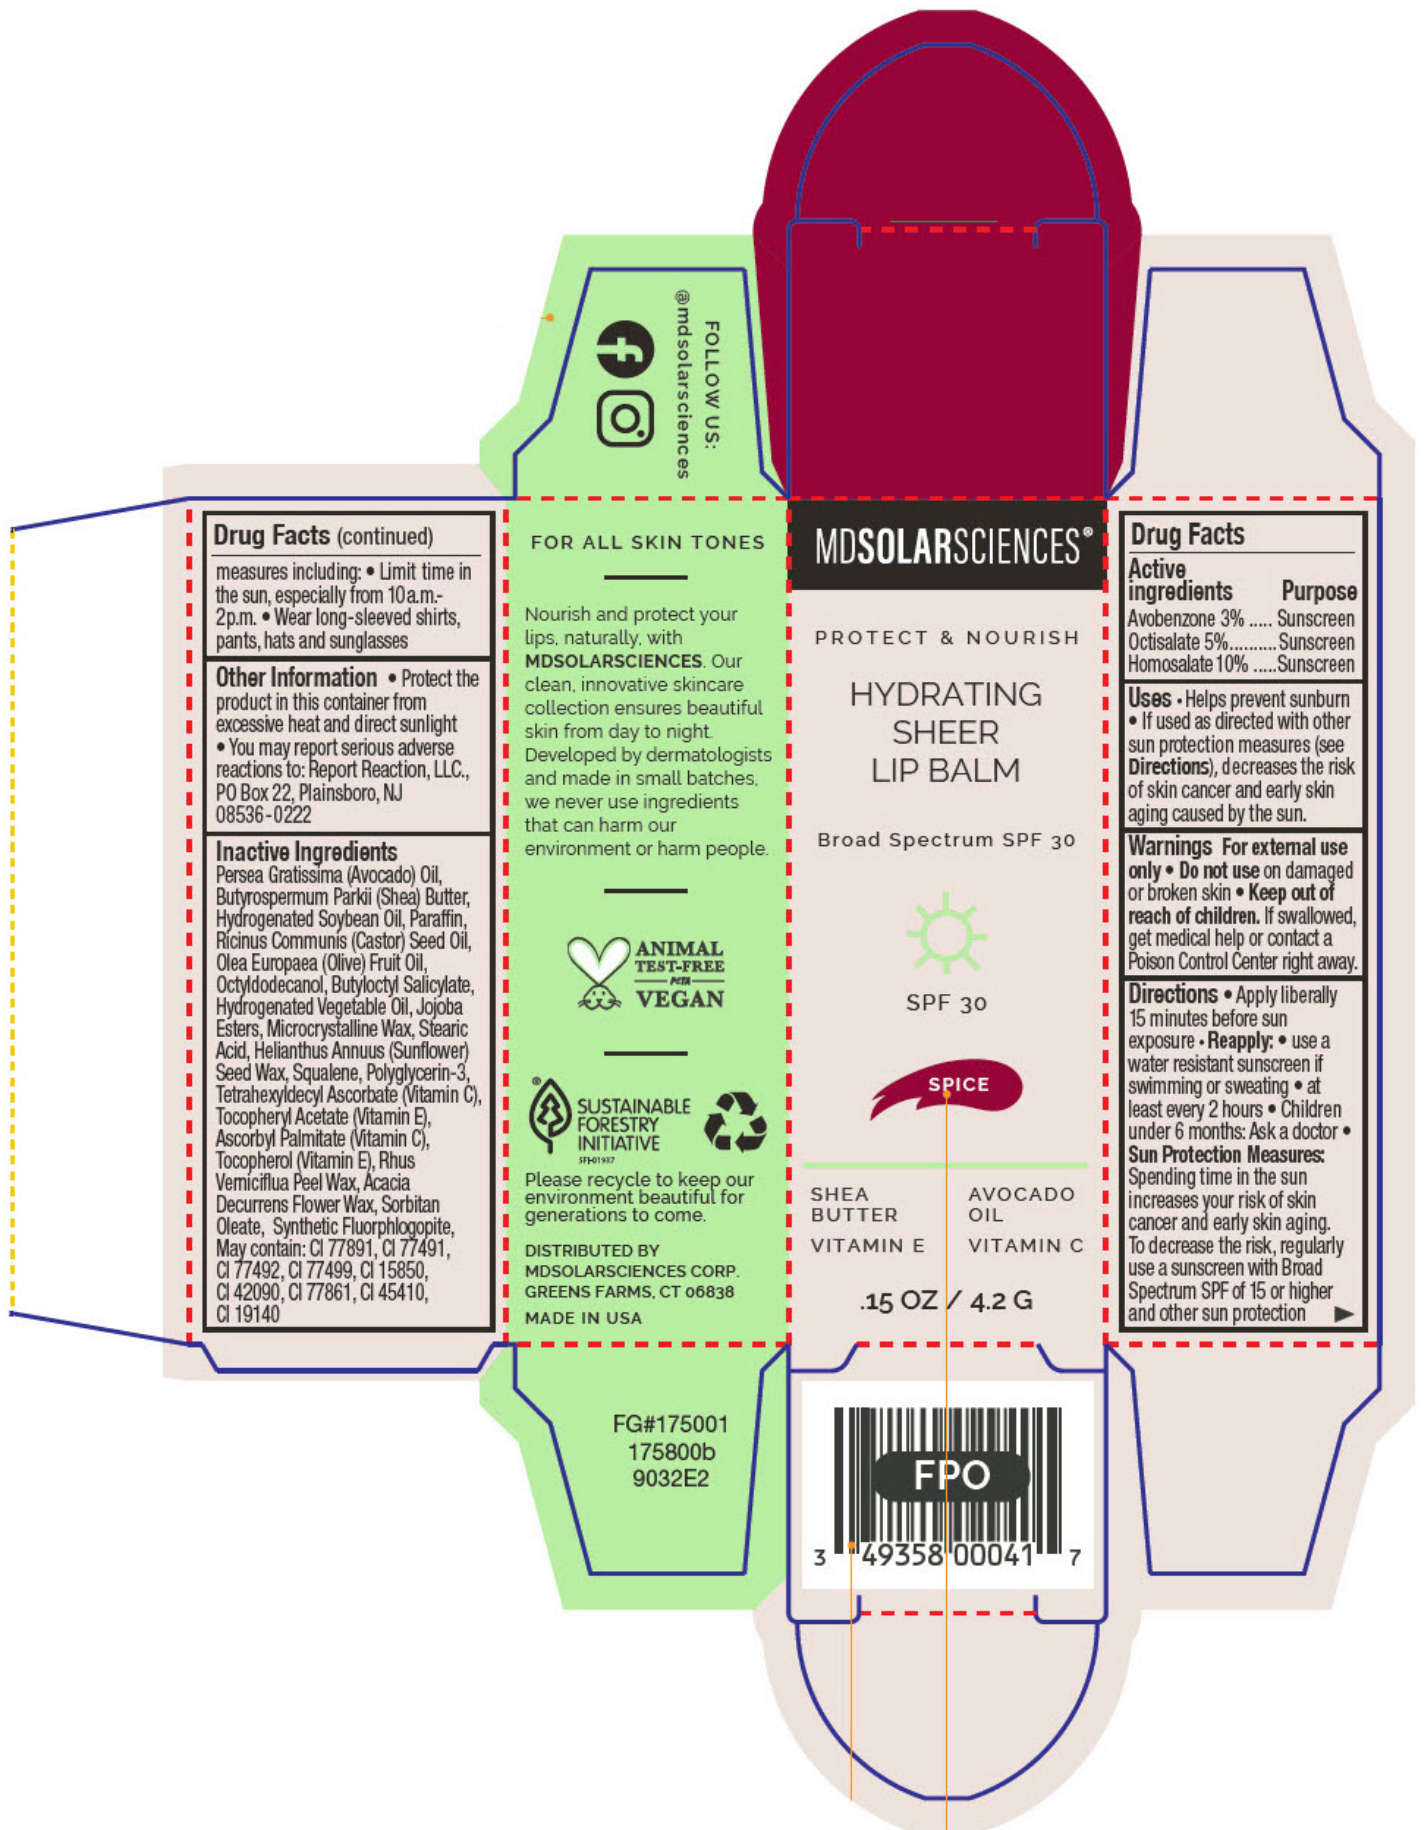 FOLLOW US:
@mdsolarsciences
Drug Facts (continued)
measures including: • Limit time in
the sun, especially from 10 a.m.-
2p.m. • Wear long-sleeved shirts,
pants, hats and sunglasses
Other Information • Protect the
product in this container from
excessive heat and direct sunlight
• You may report serious adverse
reactions to: Report Reaction, LLC.,
PO Box 22, Plainsboro, NJ
08536-0222
Inactive Ingredients
Persea Gratissima (Avocado) Oil,
Butyrospermum Parkii (Shea) Butter,
Hydrogenated Soybean Oil, Paraffin,
Ricinus Communis (Castor) Seed Oil,
Olea Europaea (Olive) Fruit Oil,
Octyldodecanol, Butyloctyl Salicylate,
Hydrogenated Vegetable Oil, Jojoba
Esters, Microcrystalline Wax, Stearic
Acid, Helianthus Annuus (Sunflower)
Seed Wax, Squalene, Polyglycerin-3,
Tetrahexyldecyl Ascorbate (Vitamin C),
Tocopheryl Acetate (Vitamin E),
Ascorbyl Palmitate (Vitamin C),
Tocopherol (Vitamin E), Rhus
Verniciflua Peel Wax, Acacia
Decurrens Flower Wax, Sorbitan
Oleate, Synthetic Fluorphlogopite,
May contain: CI 77891, CI 77491,
CI 77492, CI 77499, CI 15850,
CI 42090, CI 77861, CI 45410,
CI 19140
FOR ALL SKIN TONES
Nourish and protect your
lips, naturally, with
MDSOLARSCIENCES. Our
clean, innovative skincare
collection ensures beautiful
skin from day to night.
Developed by dermatologists
and made in small batches,
we never use ingredients
that can harm our
environment or harm people.
ANIMAL
TEST-FREE
PETA
VEGAN
®
SUSTAINABLE
FORESTRY
INITIATIVE
SFI-01937
Please recycle to keep our
environment beautiful for
generations to come.
DISTRIBUTED BY
MDSOLARSCIENCES CORP.
GREENS FARMS, CT 06838
MADE IN USA
FG#175001
175800b
9032E2
MDSOLARSCIENCES®
PROTECT & NOURISH
HYDRATING
SHEER
LIP BALM
Broad Spectrum SPF 30
SPF 30
SPICE
SHEA
BUTTER
VITAMIN E
AVOCADO
OIL
VITAMIN C
.15 OZ / 4.2 G
FPO
3 49358 00041 7
Drug Facts
Active
ingredients Purpose
Avobenzone 3% ..... Sunscreen
Octisalate 5%.......... Sunscreen
Homosalate 10% ..... Sunscreen
Uses • Helps prevent sunburn
• If used as directed with other
sun protection measures (see
Directions), decreases the risk
of skin cancer and early skin
aging caused by the sun.
Warnings For external use
only • Do not use on damaged
or broken skin • Keep out of
reach of children. If swallowed,
get medical help or contact a
Poison Control Center right away.
Directions • Apply liberally
15 minutes before sun
exposure • Reapply: • use a
water resistant sunscreen if
swimming or sweating • at
least every 2 hours • Children
under 6 months: Ask a doctor •
Sun Protection Measures:
Spending time in the sun
increases your risk of skin
cancer and early skin aging.
To decrease the risk, regularly
use a sunscreen with Broad
Spectrum SPF of 15 or higher
and other sun protection